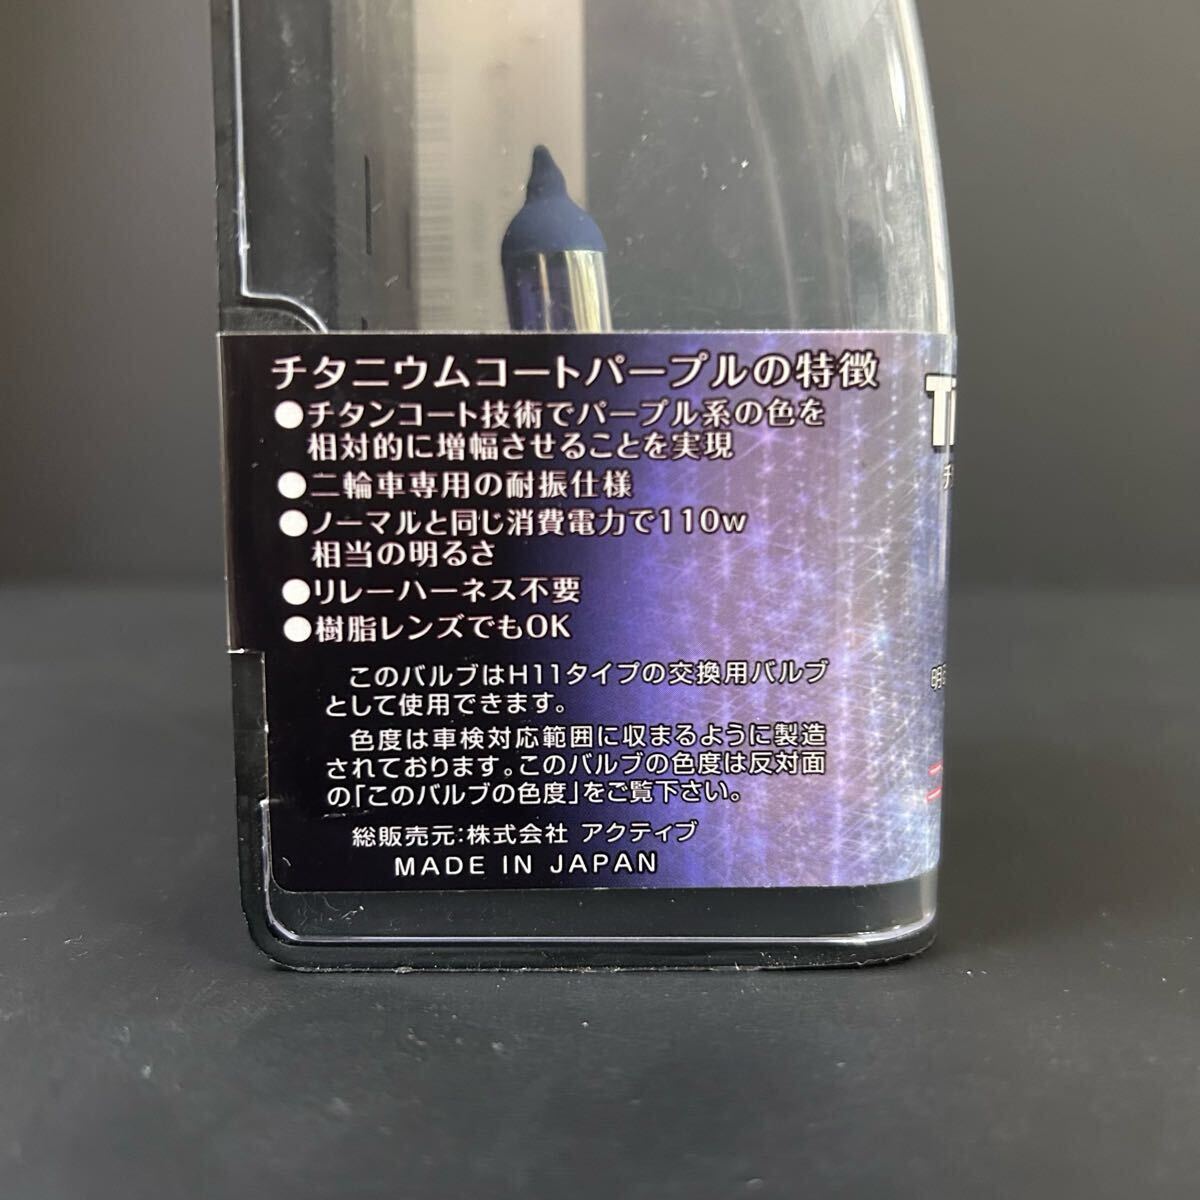 チタニウムコートパープルの特徴
●チタンコート技術でパープル系の色を
相対的に増幅させることを実現
●二輪車専用の耐振仕様
●ノーマルと同じ消費電力で110w
相当の明るさ
●リレーハーネス不要
●樹脂レンズでもOK
このバルブはH11タイプの交換用バルブ
として使用できます。
色度は車検対応範囲に収まるように製造
されております。このバルブの色度は反対面
の「このバルブの色度」をご覧下さい。
総販売元:株式会社 アクティブ
MADE IN JAPAN
Ti
チ
明